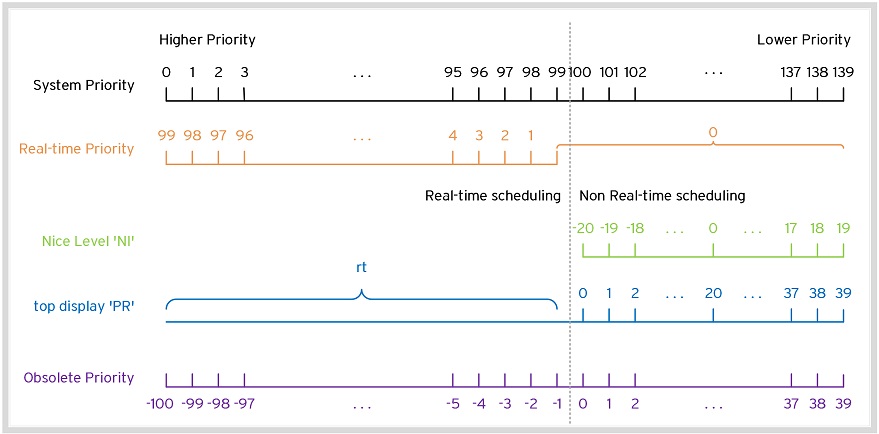 Higher Priority Lower Priority
System Priority 0 1 2 3 ... 95 96 97 98 99 100 101 102 ... 137 138 139
Real-time Priority 99 98 97 96 ... 4 3 2 1 0
Real-time scheduling Non Real-time scheduling
Nice Level 'NI' -20 -19 -18 ... 0 ... 17 18 19
rt
top display 'PR' 0 1 2 ... 20 ... 37 38 39
Obsolete Priority
-100 -99 -98 -97 ... -5 -4 -3 -2 -1 0 1 2 ... 37 38 39